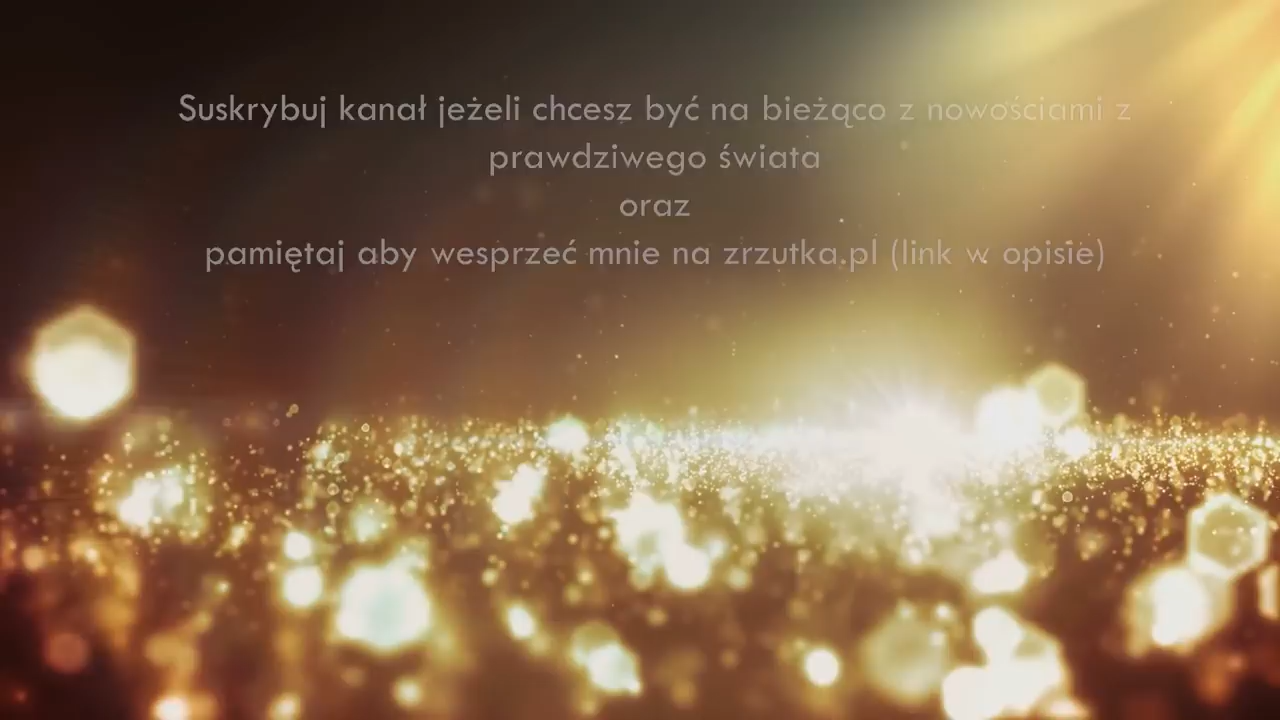 Suskrybuj kanał jeżeli chcesz być na bieżąco z nowościami z
prawdziwego świata
oraz
pamiętaj aby wesprzeć mnie na zrzutka.pl (link w opisie)